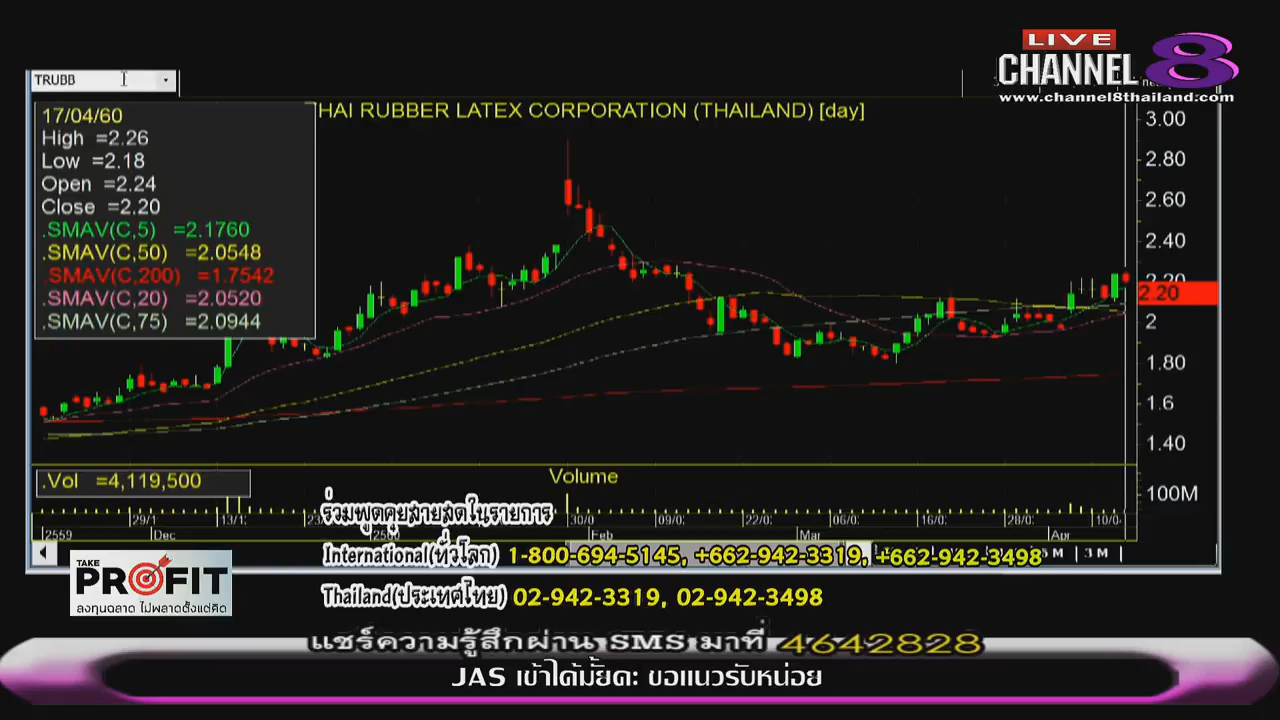 LIVE
CHANNEL 8
www.channel8thailand.com
TRUBB
THAI RUBBER LATEX CORPORATION (THAILAND) [day]
17/04/60
High =2.26
Low =2.18
Open =2.24
Close =2.20
.SMAV(C,5) =2.1760
.SMAV(C,50) =2.0548
.SMAV(C,200) =1.7542
.SMAV(C,20) =2.0520
.SMAV(C,75) =2.0944
3.00
2.80
2.60
2.40
2.20
2.20
2
1.80
1.6
1.40
.Vol =4,119,500
Volume
100M
29/1 13/1 30/0 09/0 22/0 06/0 16/0 28/0 10/0
2559 Dec Feb Mar Apr
3 M
ร่วมพูดคุยสายสดในรายการ
International(ทั่วโลก) 1-800-694-5145, +662-942-3319, +662-942-3498
Thailand(ประเทศไทย) 02-942-3319, 02-942-3498
TAKE
PROFIT
ลงทุนฉลาด ไม่พลาดตั้งแต่คิด
แชร์ความรู้สึกผ่าน SMS มาที่ 4642828
JAS เข้าได้มั้ยคะ ขอแนวรับหน่อย